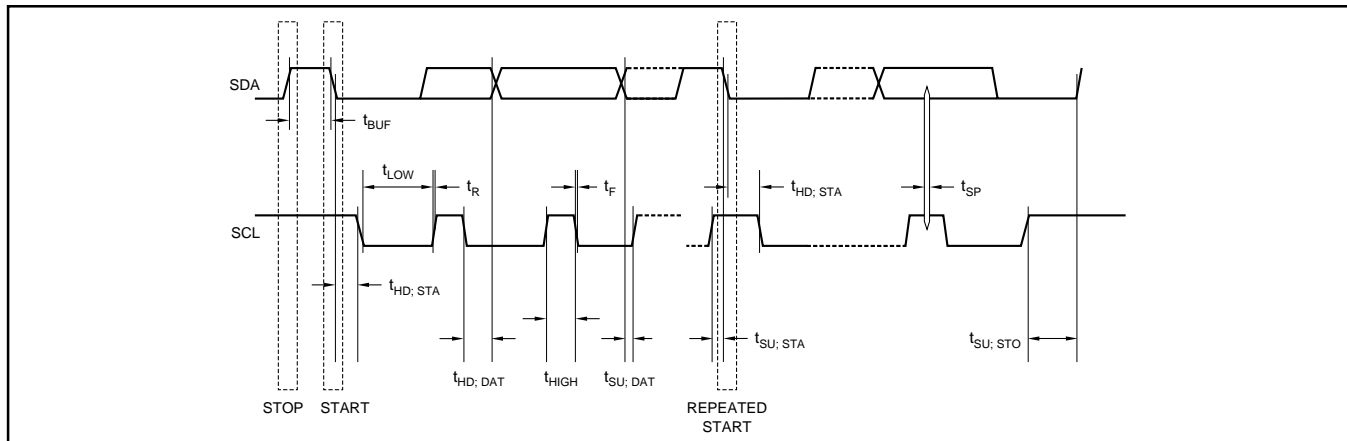 SDA
tBUF
tLOW
tR
tF
tHD; STA
tSP
SCL
tHD; STA
tSU; STA
tSU; STO
tHD; DAT
tHIGH
tSU; DAT
STOP
START
REPEATED
START